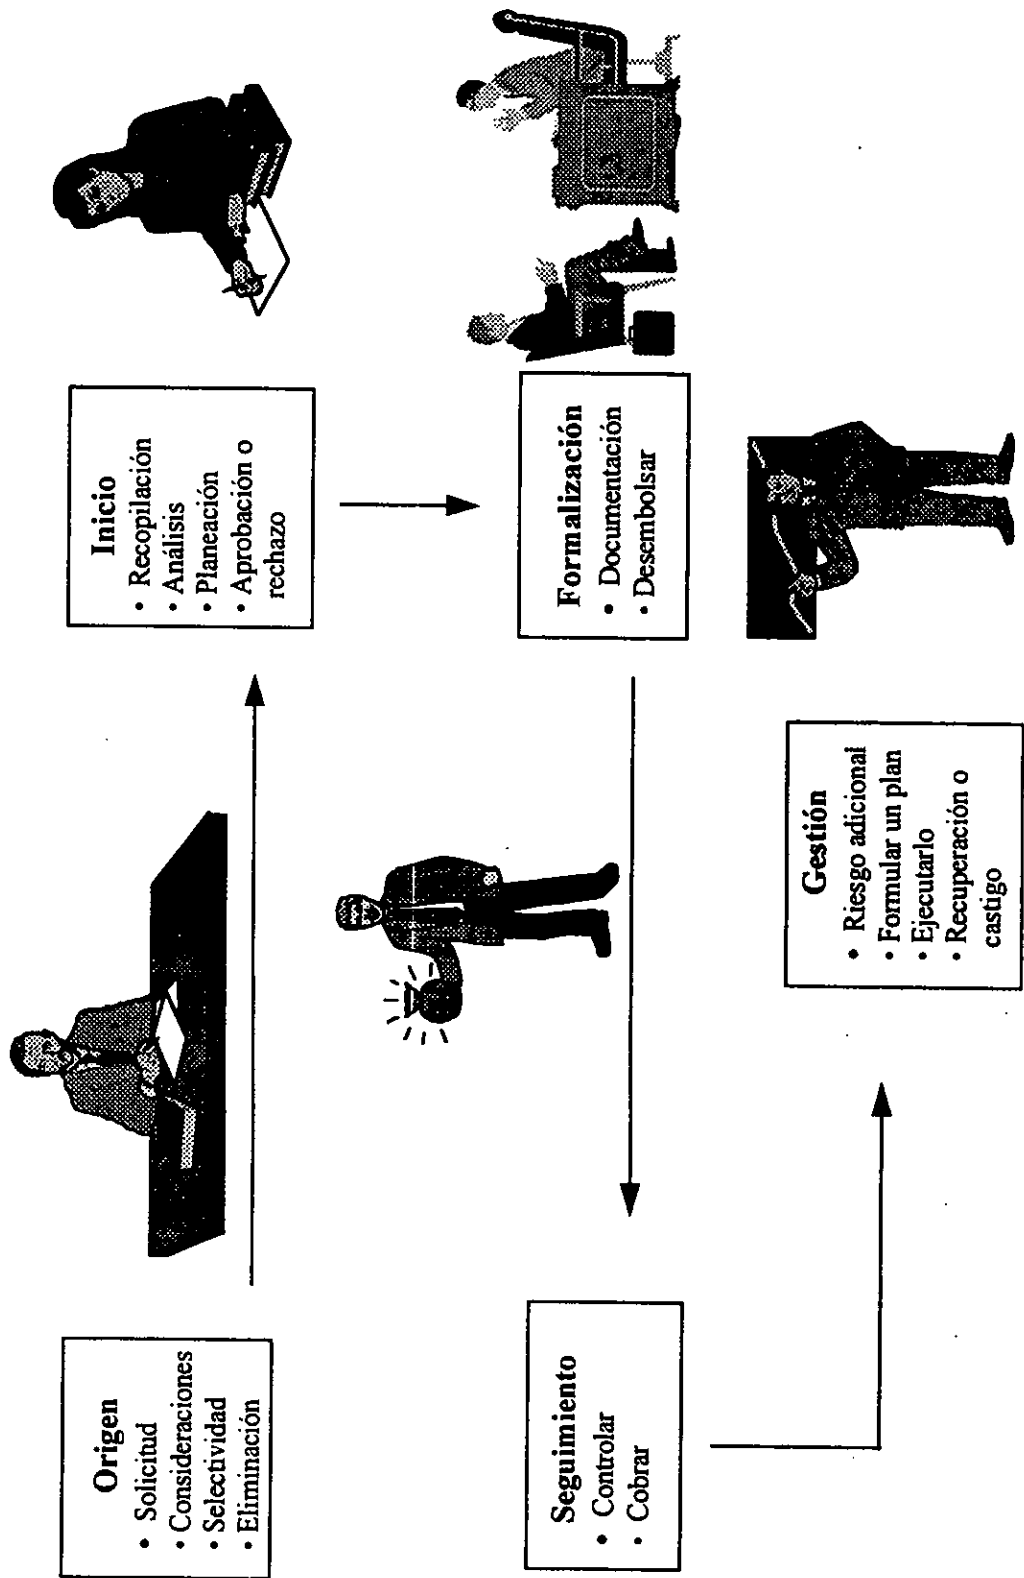 Origen
• Solicitud
• Consideraciones
• Selectividad
• Eliminación
Inicio
• Recopilación
• Análisis
• Planeación
• Aprobación o
rechazo
Formalización
• Documentación
• Desembolsar
Seguimiento
• Controlar
• Cobrar
Gestión
• Riesgo adicional
• Formular un plan
• Ejecutarlo
• Recuperación o
castigo